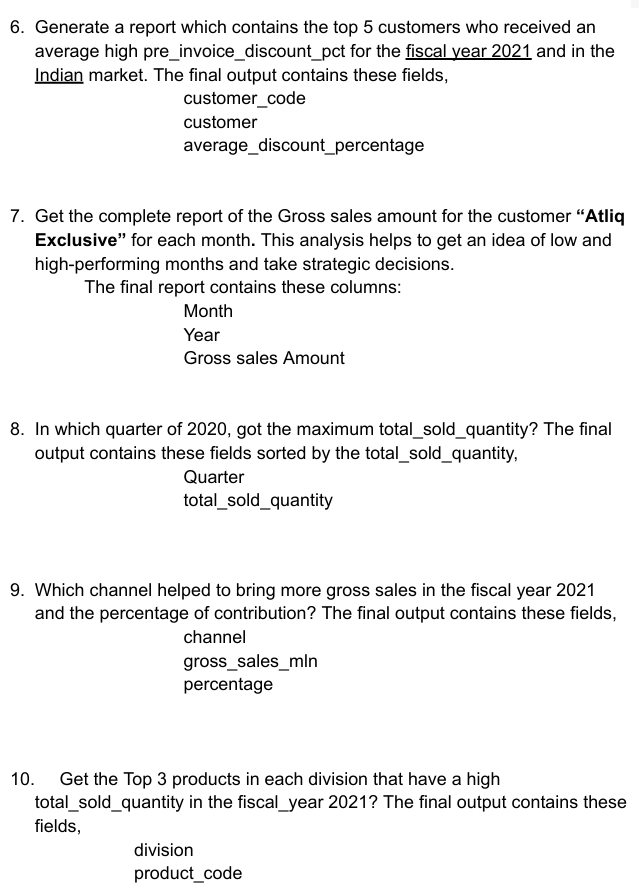 6. Generate a report which contains the top 5 customers who received an
average high pre_invoice_discount_pct for the fiscal year 2021 and in the
Indian market. The final output contains these fields,
customer_code
customer
average_discount_percentage
7. Get the complete report of the Gross sales amount for the customer “Atliq
Exclusive” for each month. This analysis helps to get an idea of low and
high-performing months and take strategic decisions.
The final report contains these columns:
Month
Year
Gross sales Amount
8. In which quarter of 2020, got the maximum total_sold_quantity? The final
output contains these fields sorted by the total_sold_quantity,
Quarter
total_sold_quantity
9. Which channel helped to bring more gross sales in the fiscal year 2021
and the percentage of contribution? The final output contains these fields,
channel
gross_sales_mln
percentage
10. Get the Top 3 products in each division that have a high
total_sold_quantity in the fiscal_year 2021? The final output contains these
fields,
division
product_code